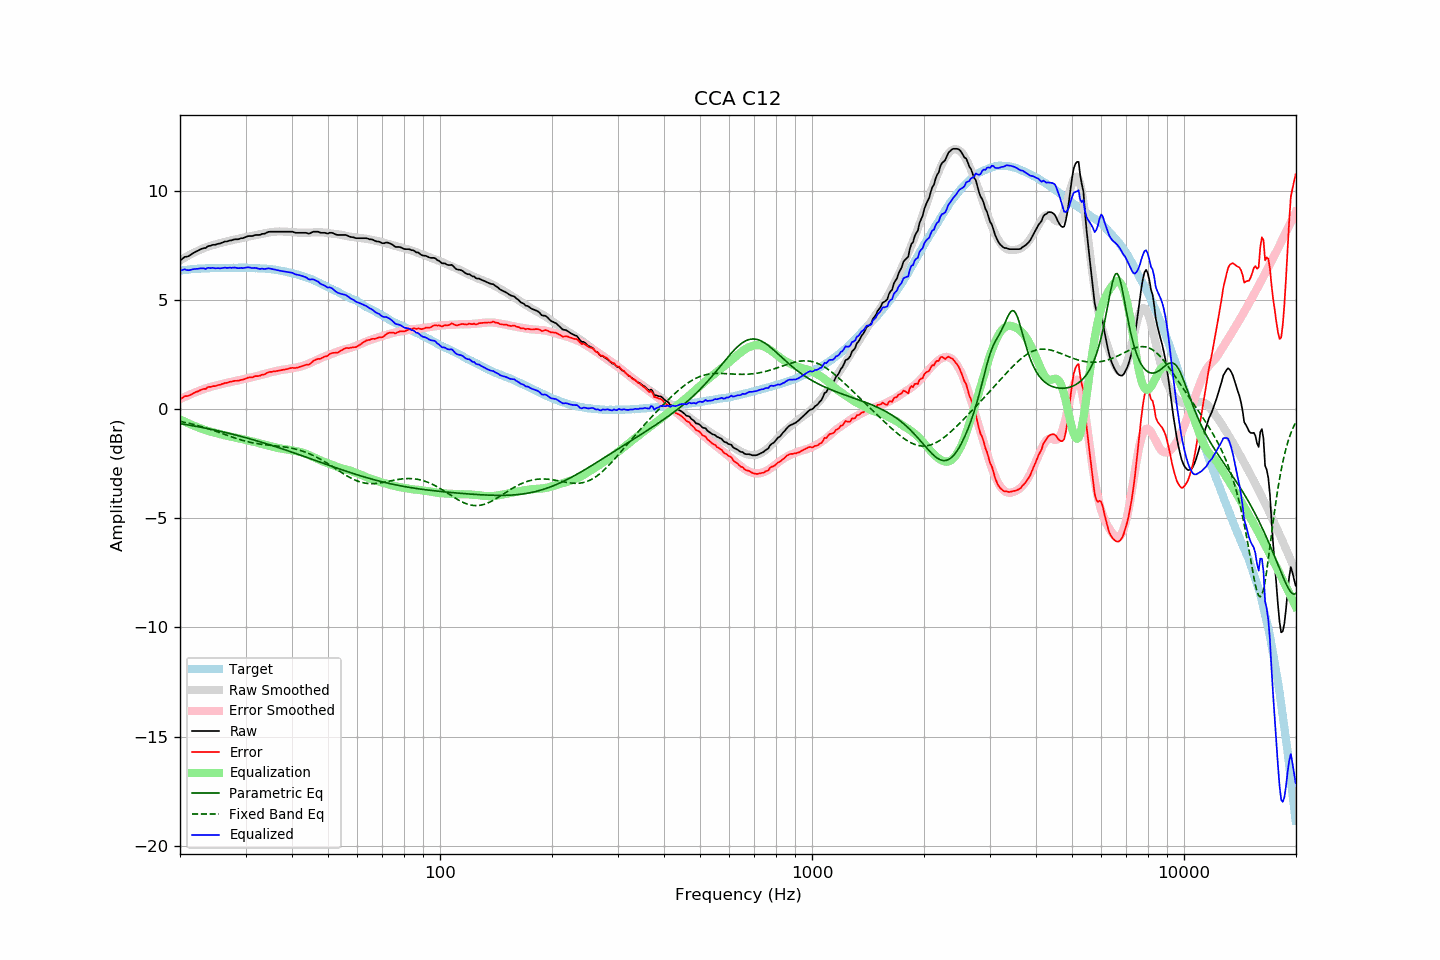 CCA C12
Amplitude (dBr)
10
5
0
−5
−10
−15
−20
Target
Raw Smoothed
Error Smoothed
Raw
Error
Equalization
Parametric Eq
Fixed Band Eq
Equalized
100
1000
10000
Frequency (Hz)